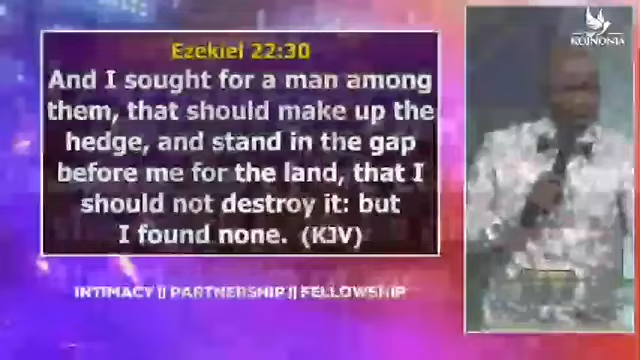 Ezekiel 22:30
And I sought for a man among
them, that should make up the
hedge, and stand in the gap
before me for the land, that I
should not destroy it: but
I found none. (KJV)
INTIMACY || PARTNERSHIP || FELLOWSHIP
KOINONIA